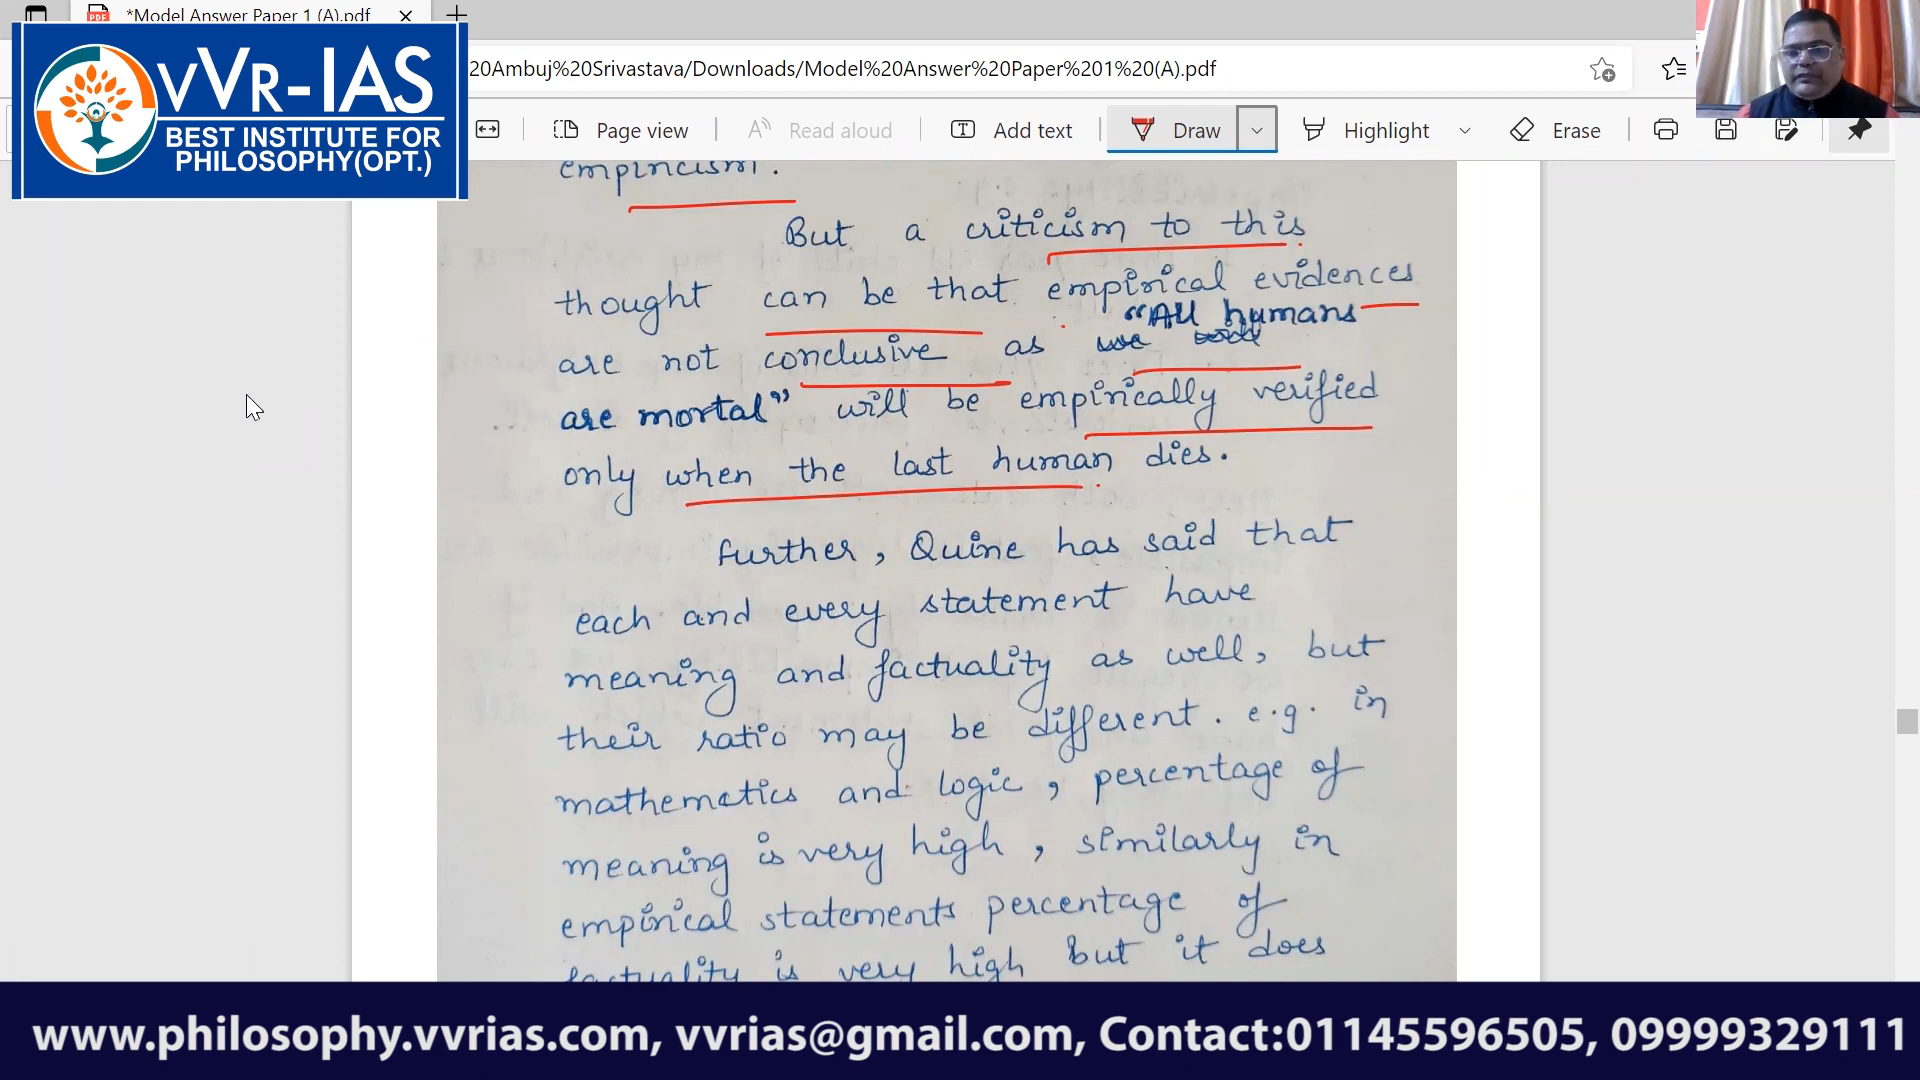 *Model Answer Paper 1 (A).pdf
vVR-IAS
BEST INSTITUTE FOR
PHILOSOPHY(OPT.)
20Ambuj%20Srivastava/Downloads/Model%20Answer%20Paper%201%20(A).pdf
Page view
Read aloud
Add text
Draw
Highlight
Erase
empiricism.
But a criticism to this
thought can be that empirical evidences
are not conclusive as "All humans
are mortal" will be empirically verified
only when the last human dies.
further, Quine has said that
each and every statement have
meaning and factuality as well, but
their ratio may be different. e.g. in
mathematics and logic, percentage of
meaning is very high, similarly in
empirical statements percentage of
factuality is very high but it does
www.philosophy.vvrias.com, vvrias@gmail.com, Contact:01145596505, 09999329111